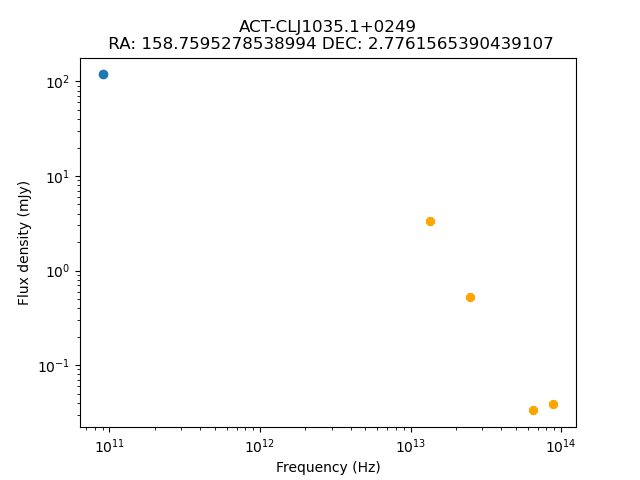 ACT-CLJ1035.1+0249
RA: 158.7595278538994 DEC: 2.7761565390439107
Flux density (mJy)
10²
10¹
10⁰
10⁻¹
10¹¹
10¹²
10¹³
10¹⁴
Frequency (Hz)